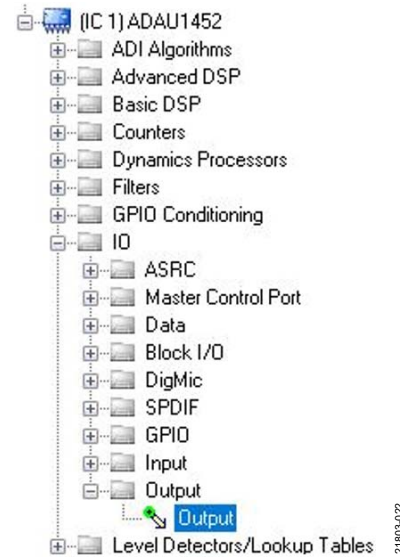 (IC 1) ADAU1452
ADI Algorithms
Advanced DSP
Basic DSP
Counters
Dynamics Processors
Filters
GPIO Conditioning
IO
ASRC
Master Control Port
Data
Block I/O
DigMic
SPDIF
GPIO
Input
Output
Output
Level Detectors/Lookup Tables
21803-022